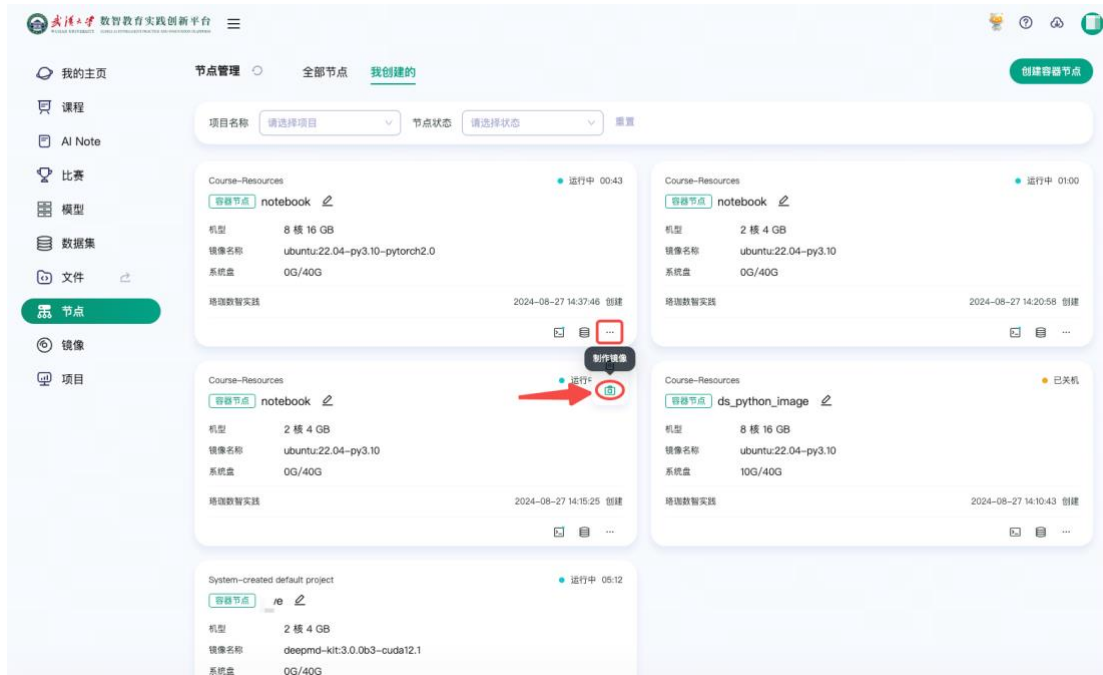 武汉大学 数智教育实践创新平台
我的主页
课程
AI Note
比赛
模型
数据集
文件
节点
镜像
项目
节点管理 全部节点 我创建的 创建容器节点
项目名称 请选择项目 节点状态 请选择状态 重置
Course-Resources 运行中 00:43
容器节点 notebook
机型 8 核 16 GB
镜像名称 ubuntu:22.04-py3.10-pytorch2.0
系统盘 0G/40G
珞珈数智实践 2024-08-27 14:37:46 创建
制作镜像
Course-Resources 运行中 01:00
容器节点 notebook
机型 2 核 4 GB
镜像名称 ubuntu:22.04-py3.10
系统盘 0G/40G
珞珈数智实践 2024-08-27 14:20:58 创建
Course-Resources
容器节点 notebook
机型 2 核 4 GB
镜像名称 ubuntu:22.04-py3.10
系统盘 0G/40G
珞珈数智实践 2024-08-27 14:15:25 创建
Course-Resources 已关机
容器节点 ds_python_image
机型 8 核 16 GB
镜像名称 ubuntu:22.04-py3.10
系统盘 10G/40G
珞珈数智实践 2024-08-27 14:10:43 创建
System-created default project 运行中 05:12
容器节点
机型 2 核 4 GB
镜像名称 deepmd-kit:3.0.0b3-cuda12.1
系统盘 0G/40G